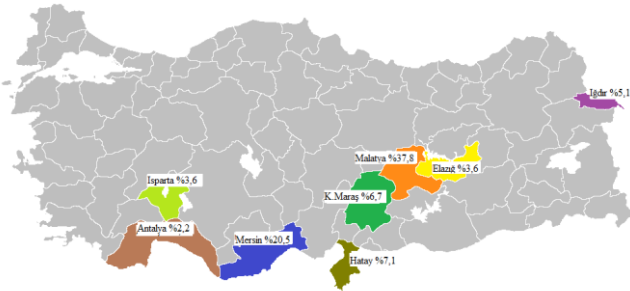 Iğdır %5,1
Malatya %37,8
Elazığ %3,6
Isparta %3,6
K.Maraş %6,7
Antalya %2,2
Mersin %20,5
Hatay %7,1